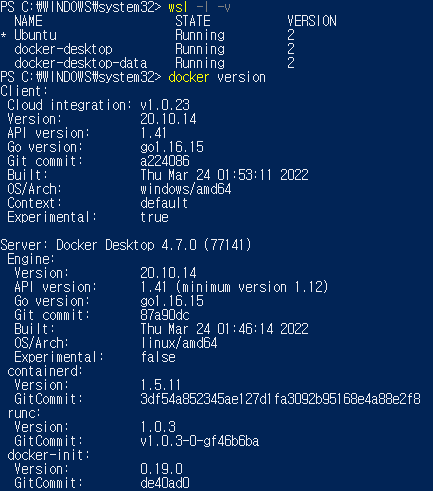 PS C:₩WINDOWS₩system32> wsl -l -v
NAME STATE VERSION
* Ubuntu Running 2
docker-desktop Running 2
docker-desktop-data Running 2
PS C:₩WINDOWS₩system32> docker version
Client:
Cloud integration: v1.0.23
Version: 20.10.14
API version: 1.41
Go version: go1.16.15
Git commit: a224086
Built: Thu Mar 24 01:53:11 2022
OS/Arch: windows/amd64
Context: default
Experimental: true
Server: Docker Desktop 4.7.0 (77141)
Engine:
Version: 20.10.14
API version: 1.41 (minimum version 1.12)
Go version: go1.16.15
Git commit: 87a90dc
Built: Thu Mar 24 01:46:14 2022
OS/Arch: linux/amd64
Experimental: false
containerd:
Version: 1.5.11
GitCommit: 3df54a852345ae127d1fa3092b95168e4a88e2f8
runc:
Version: 1.0.3
GitCommit: v1.0.3-0-gf46b6ba
docker-init:
Version: 0.19.0
GitCommit: de40ad0